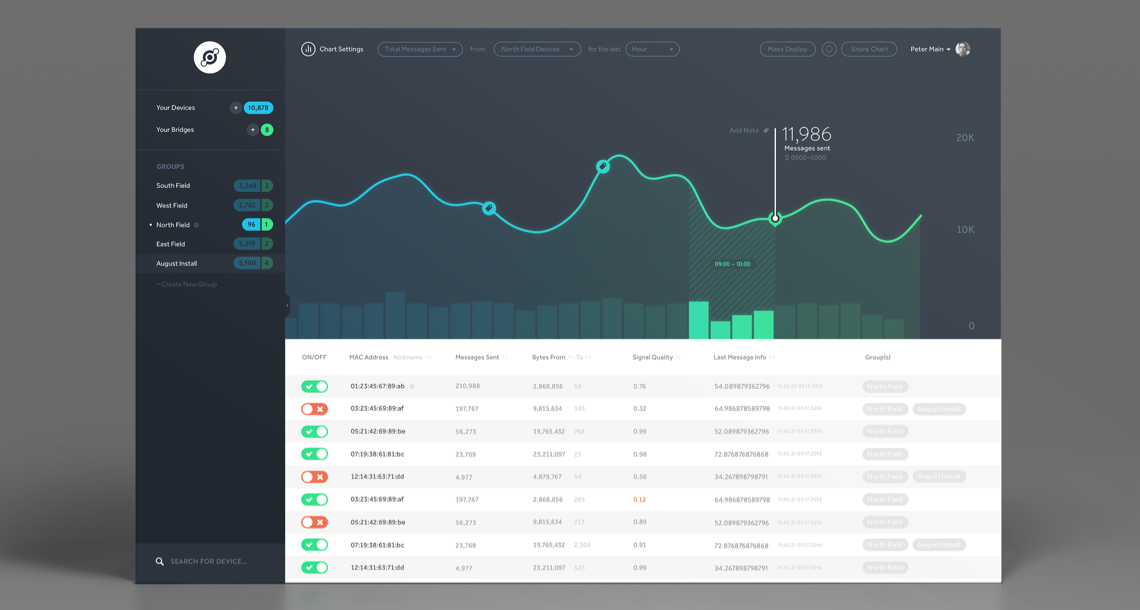 Chart Settings Total Messages Sent from North Field Devices for the last Hour Mass Deploy Share Chart Peter Main
Your Devices + 10,878
Your Bridges + 8
GROUPS
South Field 3,248 3
West Field 2,762 2
North Field 96 1
East Field 5,319 2
August Install 5,100 4
+ Create New Group
SEARCH FOR DEVICE...
Add Note 11,986
Messages sent
0900–1000
20K
10K
0
09:00 – 10:00
ON/OFF MAC Address Nickname Messages Sent Bytes From To Signal Quality Last Message Info Group(s)
01:23:45:67:89:ab 210,988 2,868,856 68 0.76 54.089879362796 North Field
03:23:45:69:89:af 197,767 9,815,634 345 0.32 64.986878589798 North Field August Install
05:21:42:69:89:be 56,273 19,765,432 768 0.99 52.089879362796 North Field
07:19:38:61:81:bc 23,769 23,211,097 23 0.98 72.876876876868 North Field
12:14:31:63:71:dd 4,977 4,879,767 54 0.56 34.267898798791 North Field August Install
03:23:45:69:89:af 197,767 2,868,856 283 0.12 64.986878589798 North Field
05:21:42:69:89:be 56,273 9,815,634 213 0.89 52.089879362796 North Field
07:19:38:61:81:bc 23,769 19,765,432 2,304 0.91 72.876876876868 North Field August Install
12:14:31:63:71:dd 4,977 23,211,097 525 0.99 34.267898798791 North Field